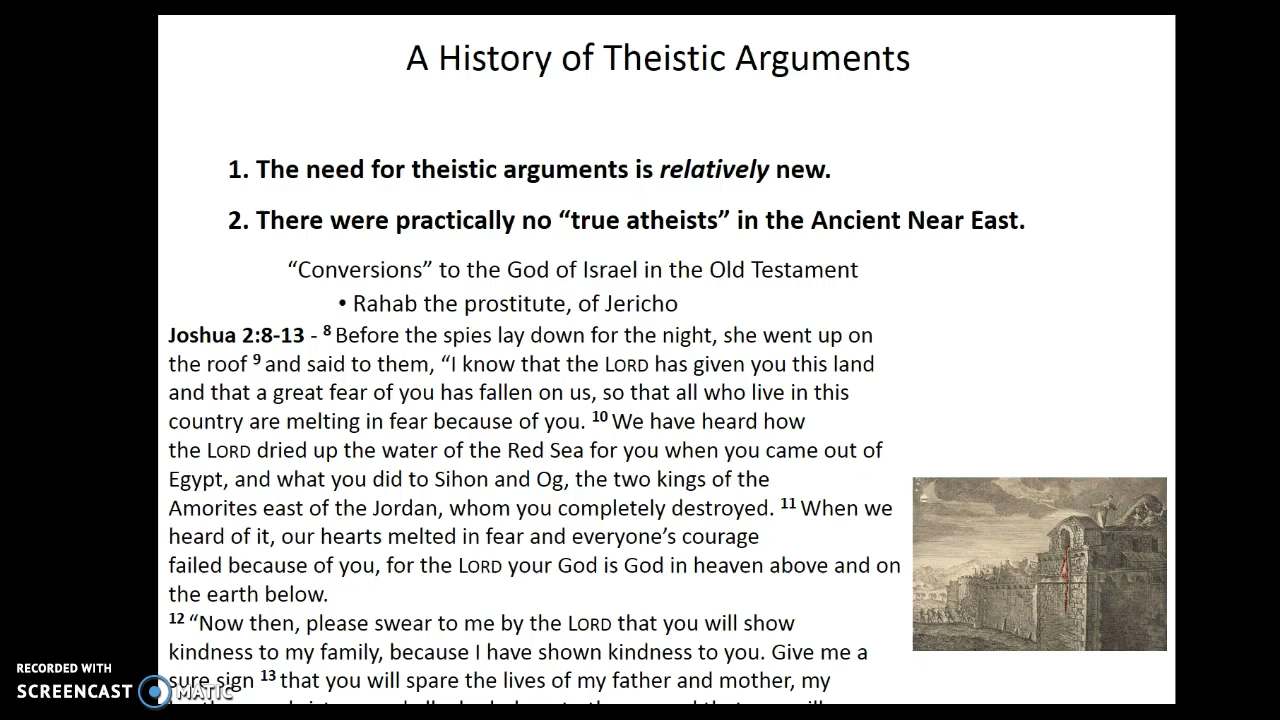 A History of Theistic Arguments
1. The need for theistic arguments is relatively new.
2. There were practically no “true atheists” in the Ancient Near East.
“Conversions” to the God of Israel in the Old Testament
• Rahab the prostitute, of Jericho
Joshua 2:8-13 - 8 Before the spies lay down for the night, she went up on
the roof 9 and said to them, “I know that the LORD has given you this land
and that a great fear of you has fallen on us, so that all who live in this
country are melting in fear because of you. 10 We have heard how
the LORD dried up the water of the Red Sea for you when you came out of
Egypt, and what you did to Sihon and Og, the two kings of the
Amorites east of the Jordan, whom you completely destroyed. 11 When we
heard of it, our hearts melted in fear and everyone’s courage
failed because of you, for the LORD your God is God in heaven above and on
the earth below.
12 “Now then, please swear to me by the LORD that you will show
kindness to my family, because I have shown kindness to you. Give me a
sure sign 13 that you will spare the lives of my father and mother, my
RECORDED WITH
SCREENCAST MATIC